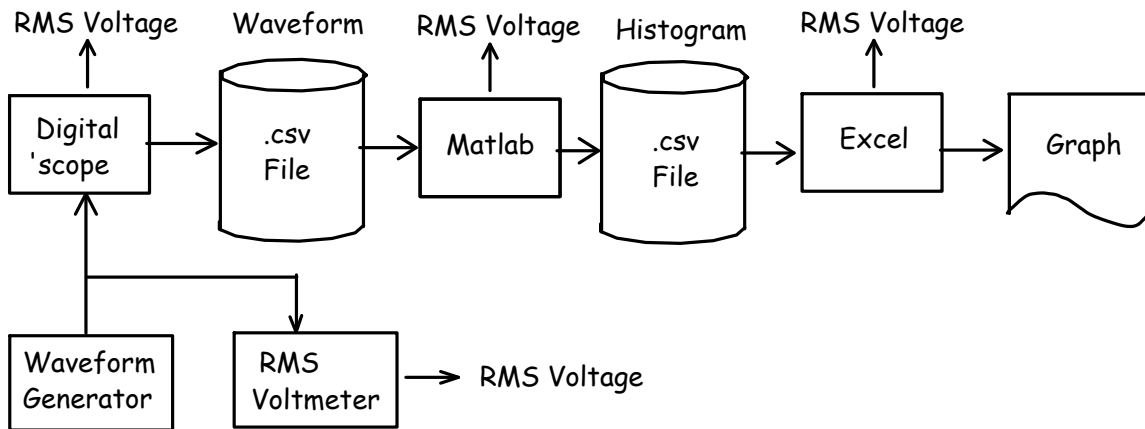 RMS Voltage
Waveform
RMS Voltage
Histogram
RMS Voltage
Digital
'scope
.csv
File
Matlab
.csv
File
Excel
Graph
Waveform
Generator
RMS
Voltmeter
RMS Voltage